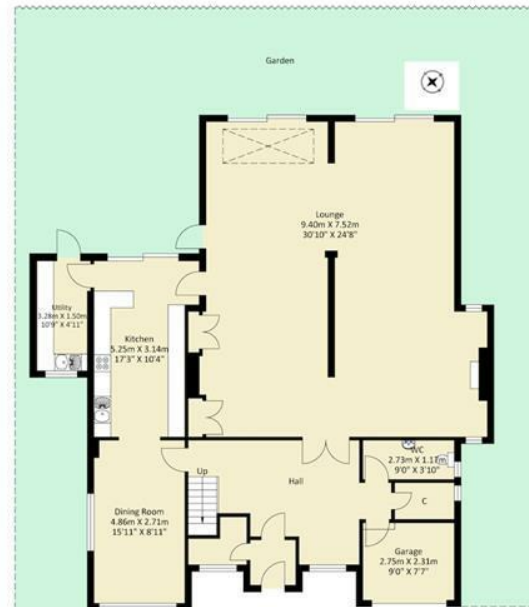 Garden
Lounge
9.40m X 7.52m
30'10" X 24'8"
Utility
3.28m X 1.50m
10'9" X 4'11"
Kitchen
5.25m X 3.14m
17'3" X 10'4"
WC
2.73m X 1.17m
9'0" X 3'10"
Up
Hall
C
Dining Room
4.86m X 2.71m
15'11" X 8'11"
Garage
2.75m X 2.31m
9'0" X 7'7"